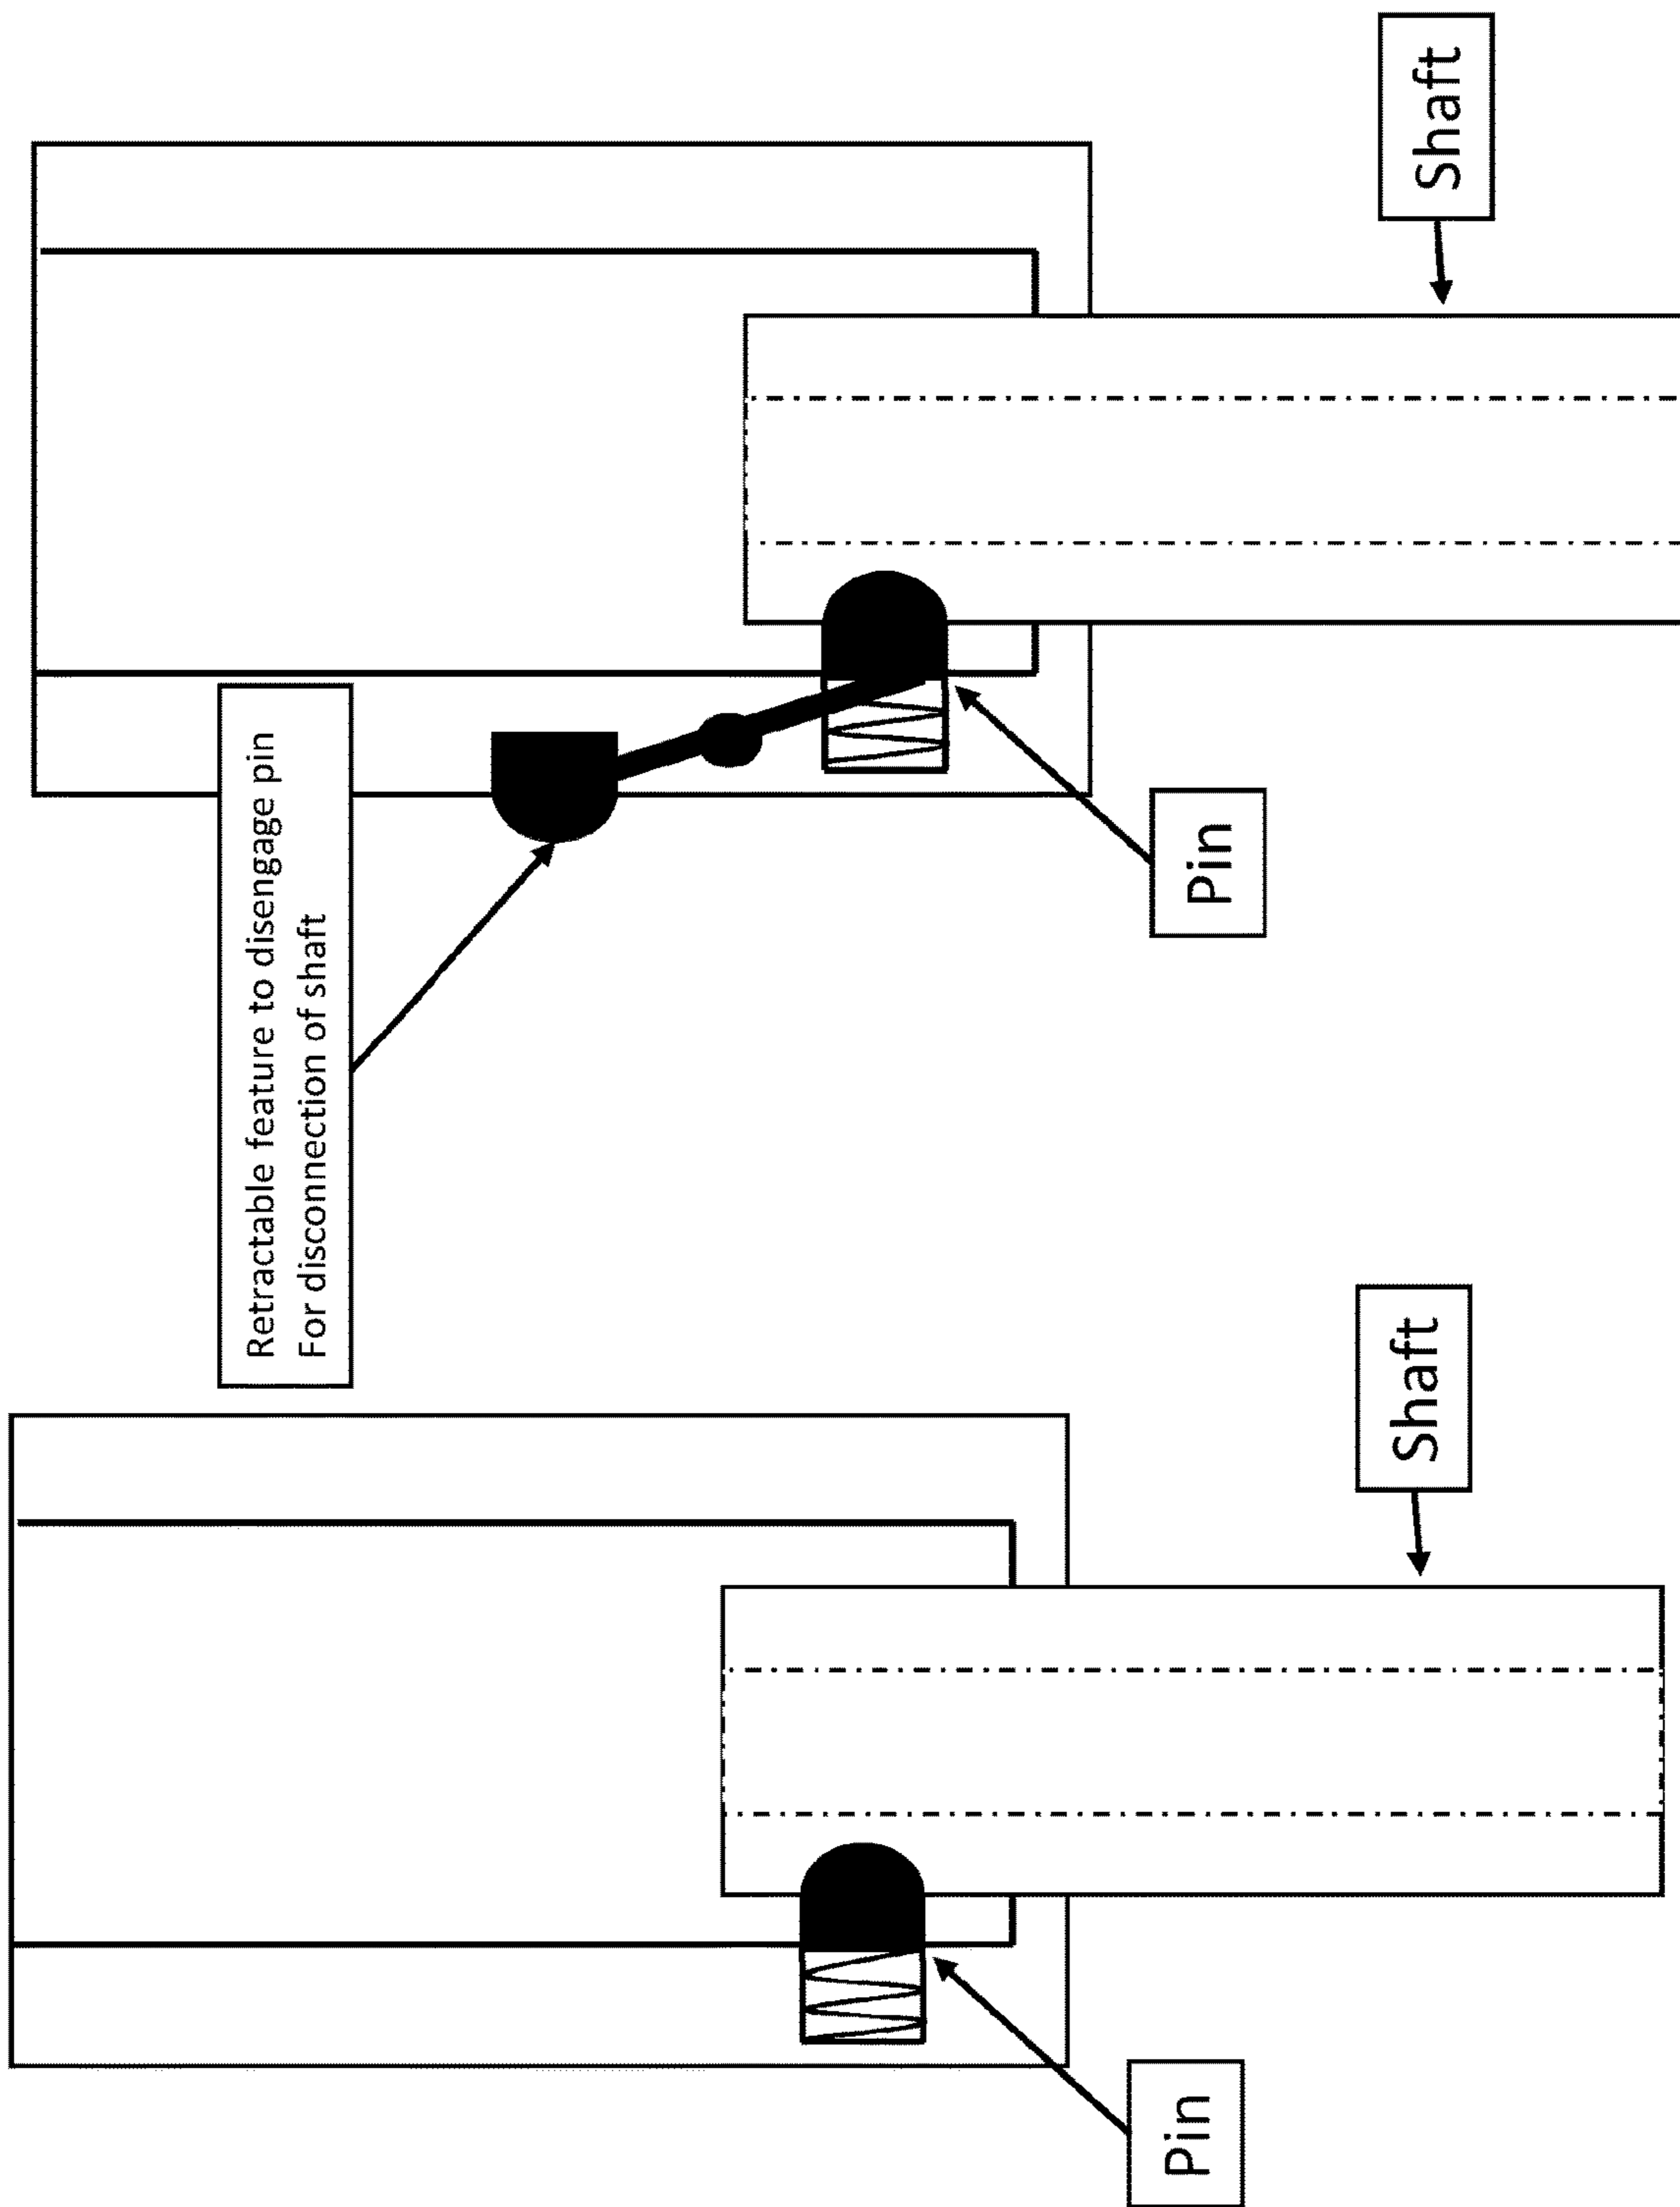 Shaft
Retractable feature to disengage pin
For disconnection of shaft
Pin
Shaft
Pin